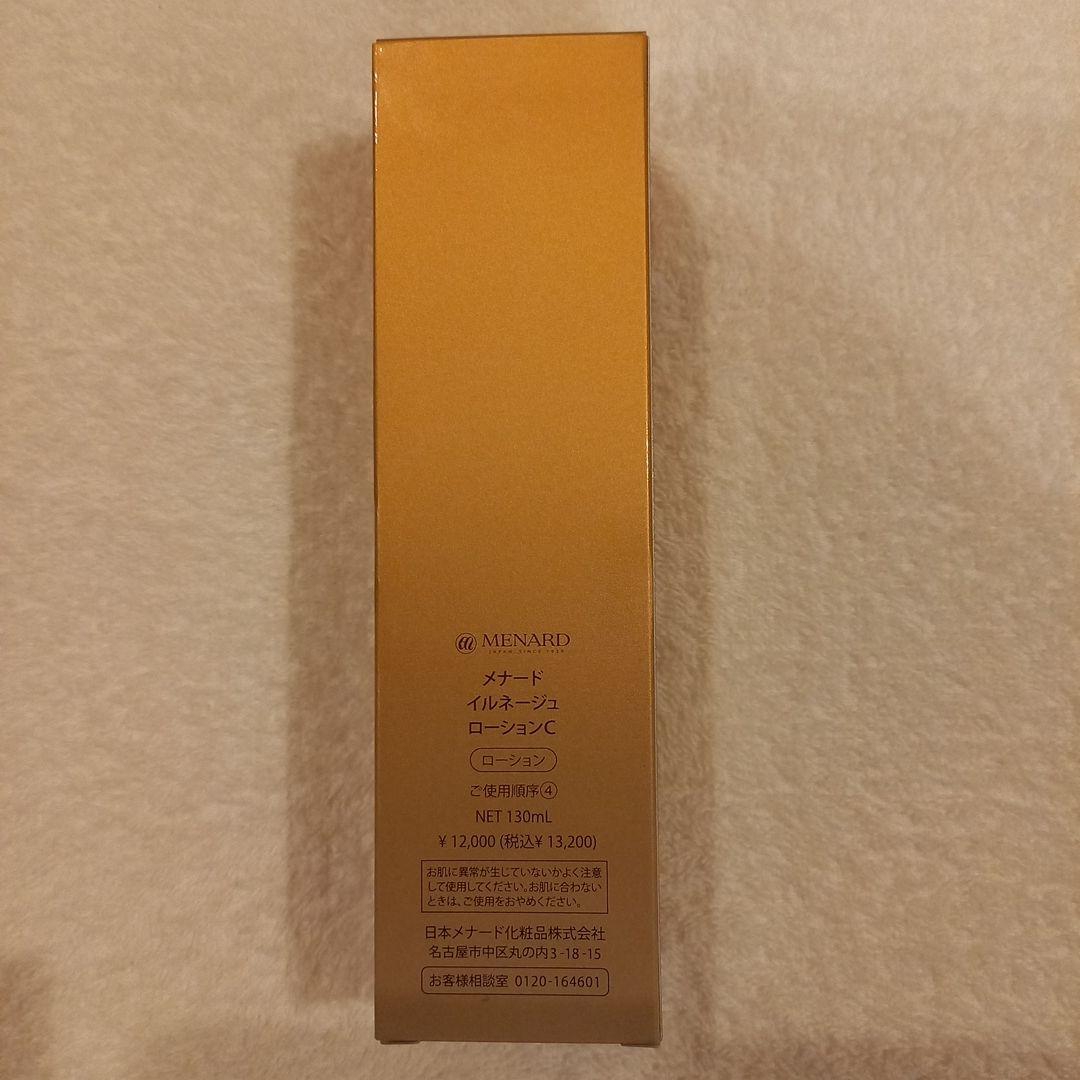 MENARD
JAPAN, SINCE 1959
メナード
イルネージュ
ローションC
ローション
ご使用順序④
NET 130mL
¥12,000 (税込¥13,200)
お肌に異常が生じていないかよく注意
して使用してください。お肌に合わない
ときは、ご使用をおやめください。
日本メナード化粧品株式会社
名古屋市中区丸の内3-18-15
お客様相談室 0120-164601